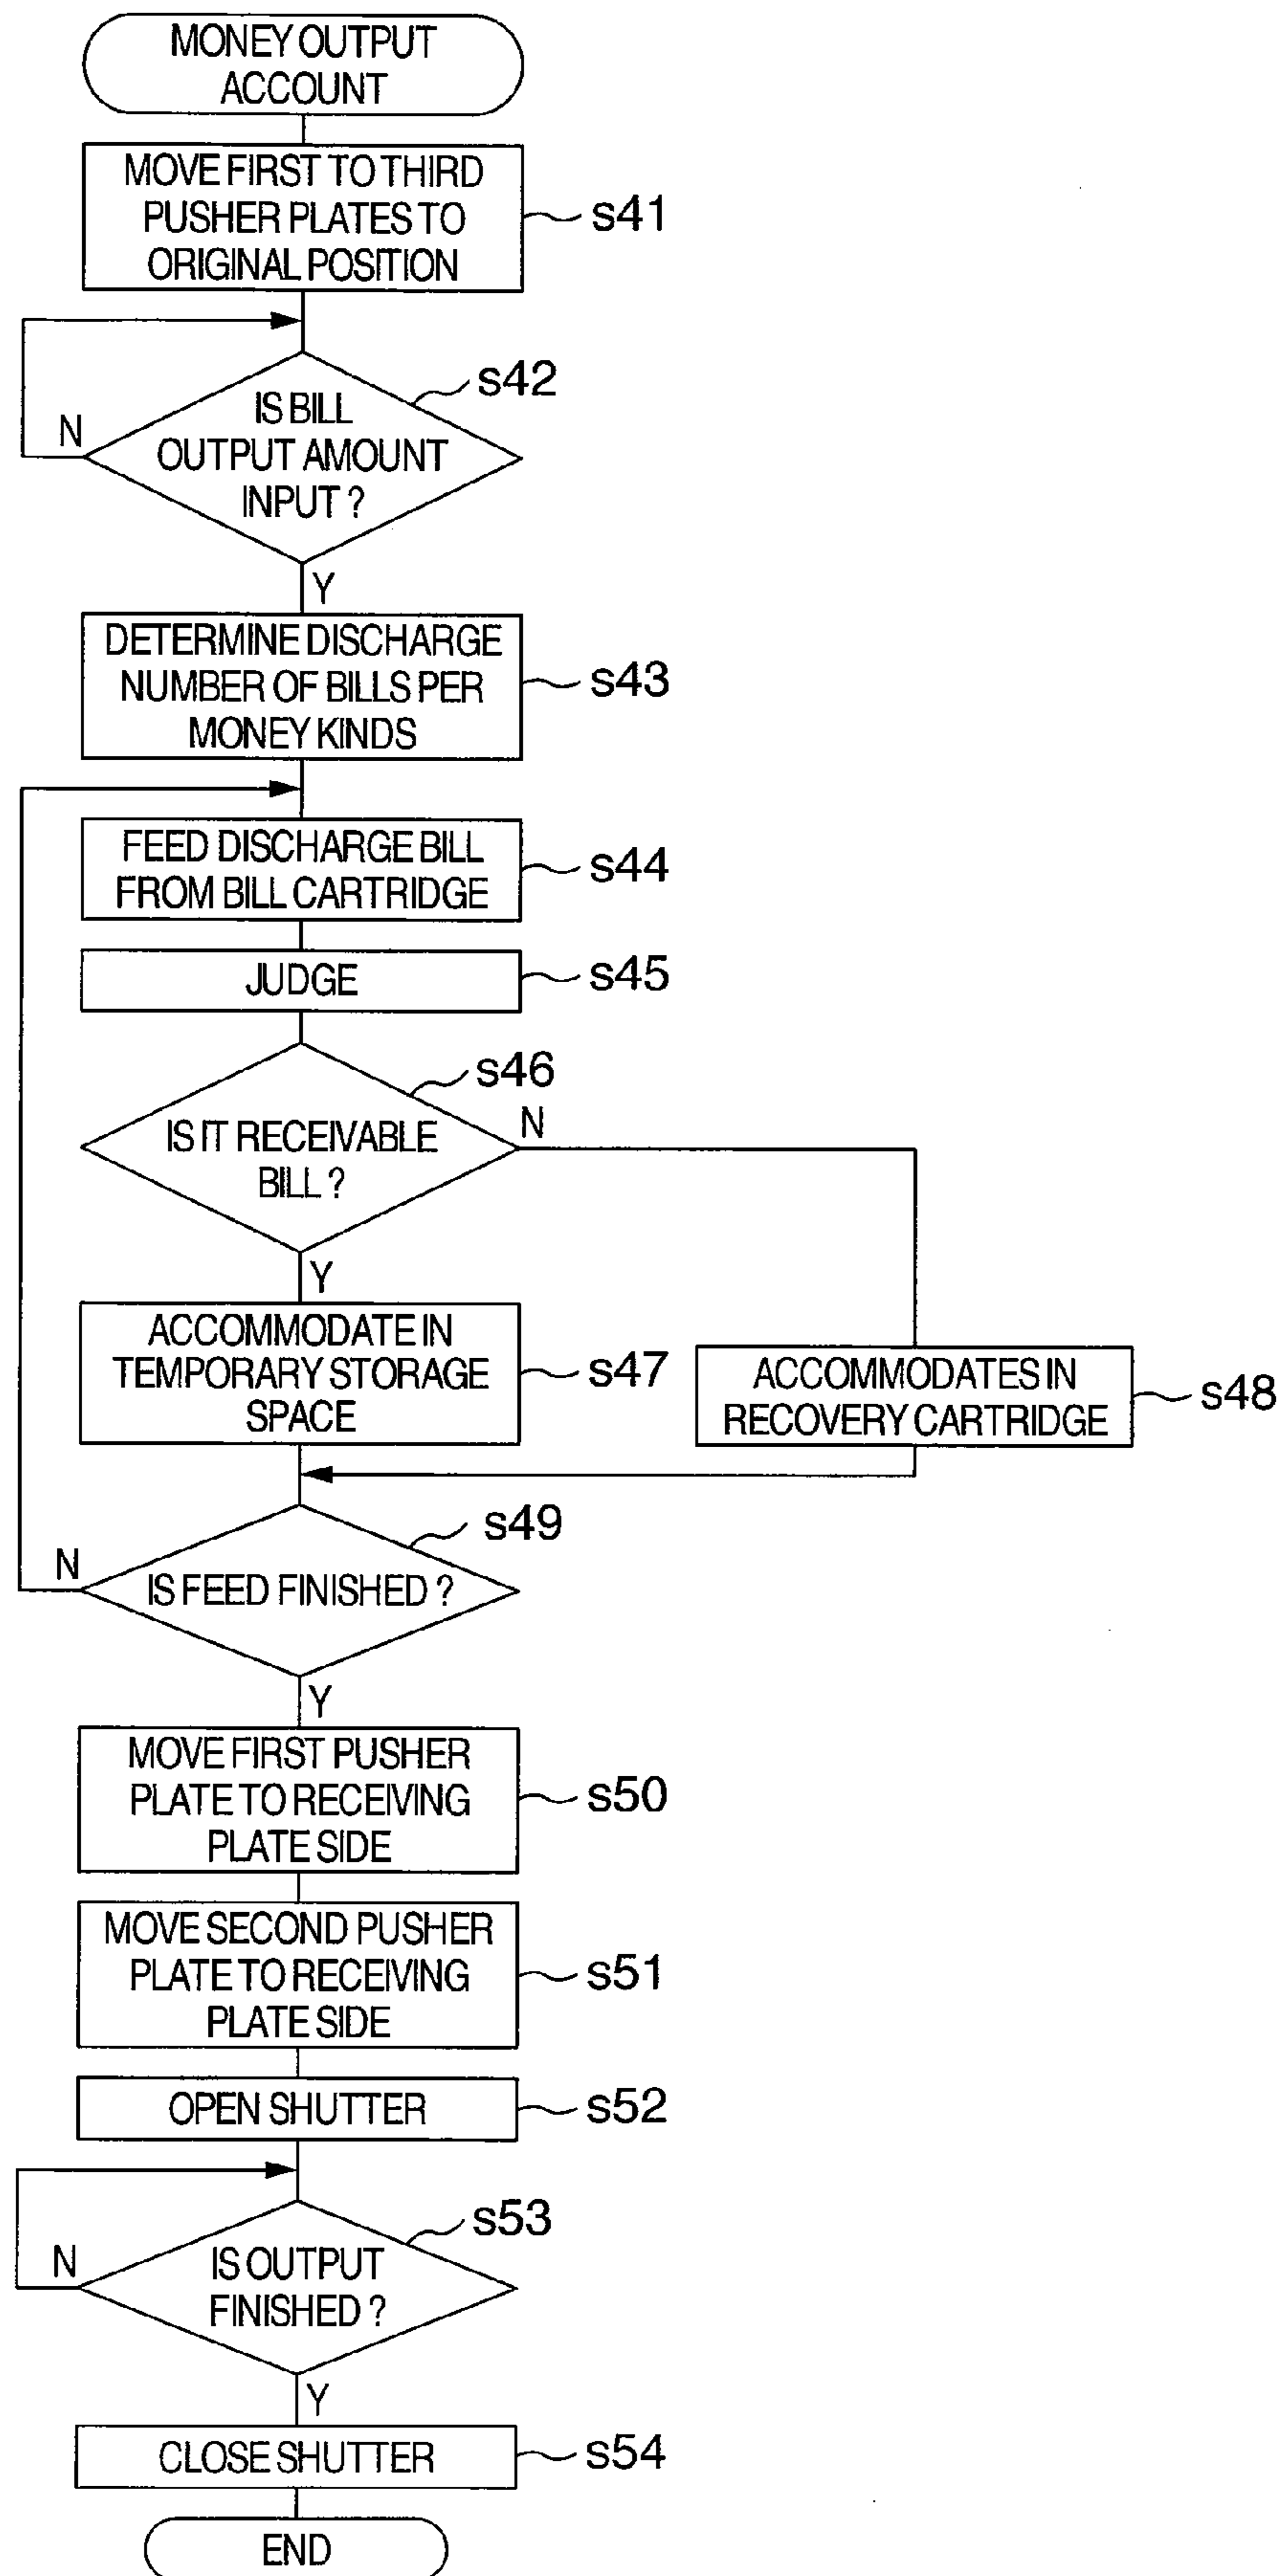 MONEY OUTPUT
ACCOUNT
MOVE FIRST TO THIRD
PUSHER PLATES TO
ORIGINAL POSITION
s41
s42
IS BILL
OUTPUT AMOUNT
INPUT ?
N
Y
DETERMINE DISCHARGE
NUMBER OF BILLS PER
MONEY KINDS
s43
FEED DISCHARGE BILL
FROM BILL CARTRIDGE
s44
JUDGE
s45
s46
IS IT RECEIVABLE
BILL ?
N
Y
ACCOMMODATE IN
TEMPORARY STORAGE
SPACE
s47
ACCOMMODATES IN
RECOVERY CARTRIDGE
s48
s49
IS FEED FINISHED ?
N
Y
MOVE FIRST PUSHER
PLATE TO RECEIVING
PLATE SIDE
s50
MOVE SECOND PUSHER
PLATE TO RECEIVING
PLATE SIDE
s51
OPEN SHUTTER
s52
s53
IS OUTPUT
FINISHED ?
N
Y
CLOSE SHUTTER
s54
END